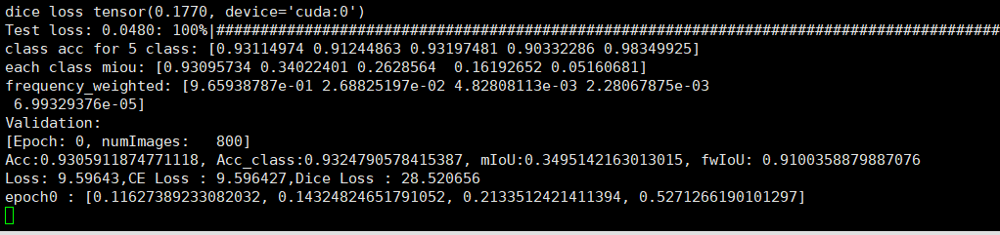 dice loss tensor(0.1770, device='cuda:0')
Test loss: 0.0480: 100%|##########################################################################################
class acc for 5 class: [0.93114974 0.91244863 0.93197481 0.90332286 0.98349925]
each class miou: [0.93095734 0.34022401 0.2628564  0.16192652 0.05160681]
frequency_weighted: [9.65938787e-01 2.68825197e-02 4.82808113e-03 2.28067875e-03
 6.99329376e-05]
Validation:
[Epoch: 0, numImages:   800]
Acc:0.9305911874771118, Acc_class:0.9324790578415387, mIoU:0.3495142163013015, fwIoU: 0.9100358879887076
Loss: 9.59643,CE Loss : 9.596427,Dice Loss : 28.520656
epoch0 : [0.11627389233082032, 0.14324824651791052, 0.2133512421411394, 0.5271266190101297]